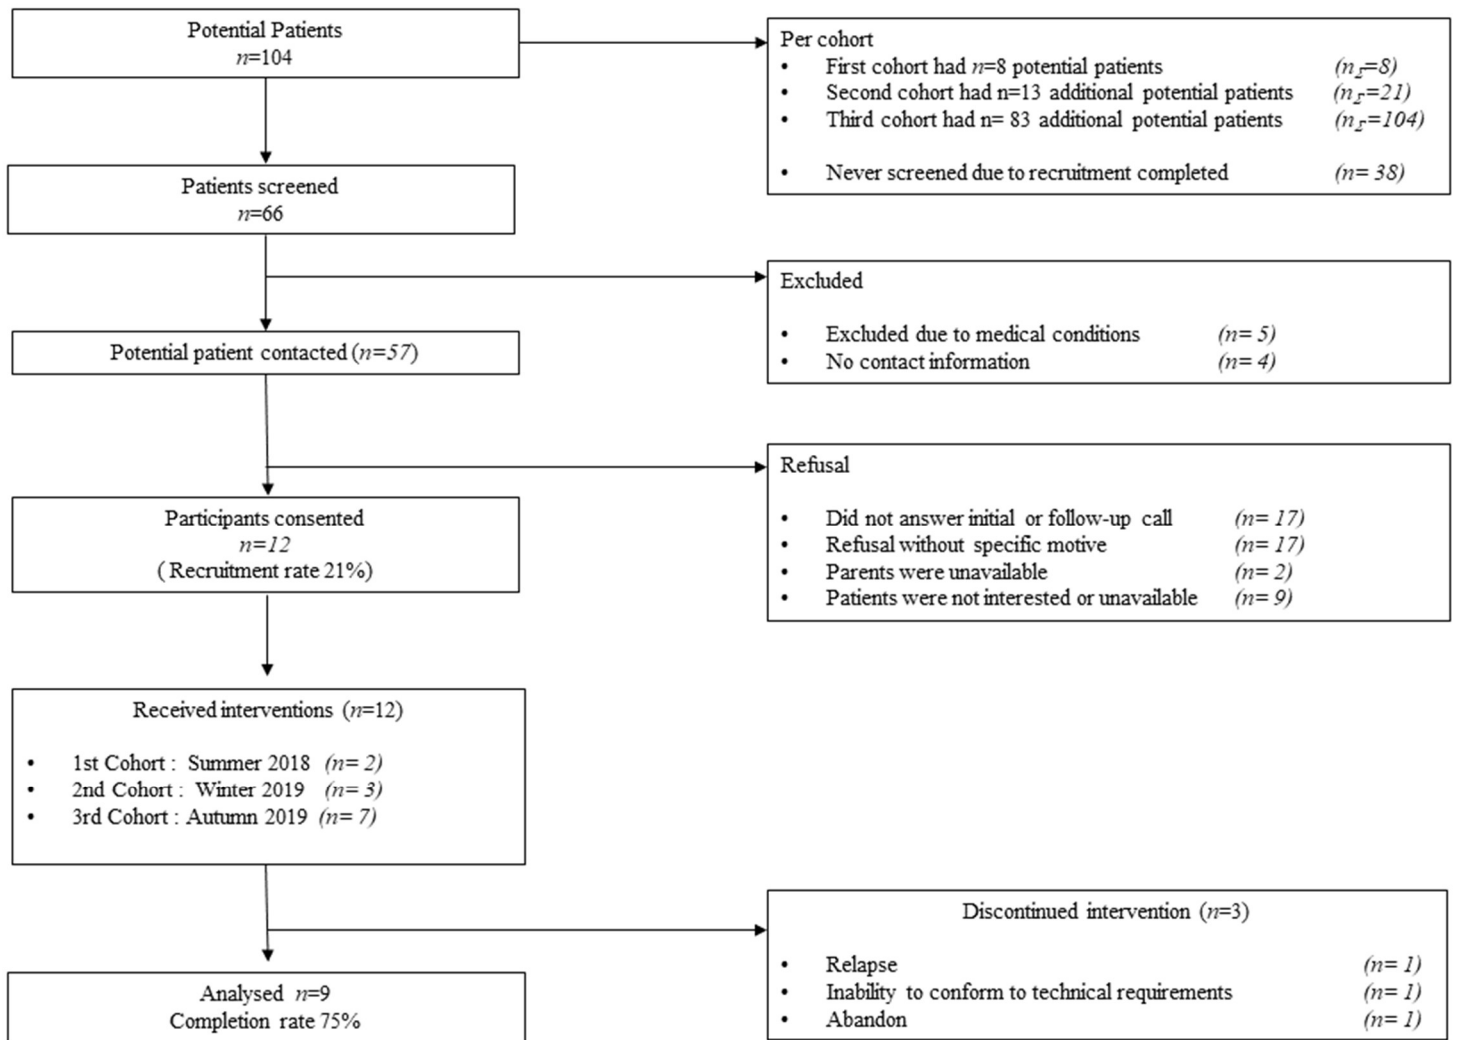 Potential Patients
n=104
Per cohort
• First cohort had n=8 potential patients (nΣ=8)
• Second cohort had n=13 additional potential patients (nΣ=21)
• Third cohort had n= 83 additional potential patients (nΣ=104)
• Never screened due to recruitment completed (n= 38)
Patients screened
n=66
Excluded
• Excluded due to medical conditions (n= 5)
• No contact information (n= 4)
Potential patient contacted (n=57)
Refusal
• Did not answer initial or follow-up call (n= 17)
• Refusal without specific motive (n= 17)
• Parents were unavailable (n= 2)
• Patients were not interested or unavailable (n= 9)
Participants consented
n=12
( Recruitment rate 21%)
Received interventions (n=12)
• 1st Cohort : Summer 2018 (n= 2)
• 2nd Cohort : Winter 2019 (n= 3)
• 3rd Cohort : Autumn 2019 (n= 7)
Discontinued intervention (n=3)
• Relapse (n= 1)
• Inability to conform to technical requirements (n= 1)
• Abandon (n= 1)
Analysed n=9
Completion rate 75%